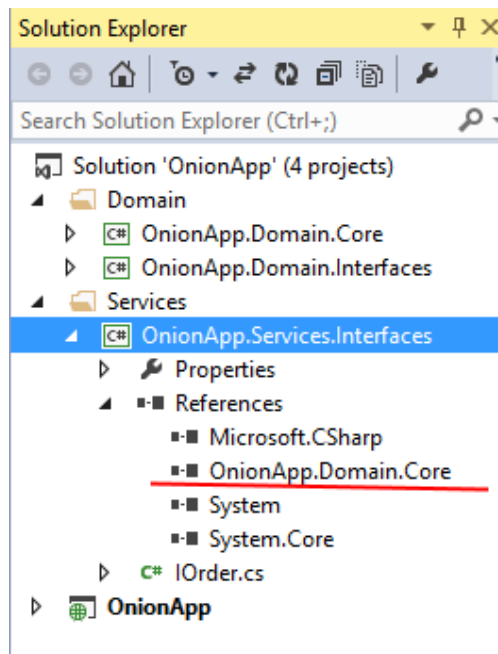 Solution Explorer
Search Solution Explorer (Ctrl+;)
Solution 'OnionApp' (4 projects)
Domain
C# OnionApp.Domain.Core
C# OnionApp.Domain.Interfaces
Services
C# OnionApp.Services.Interfaces
Properties
References
Microsoft.CSharp
OnionApp.Domain.Core
System
System.Core
C# IOrder.cs
OnionApp